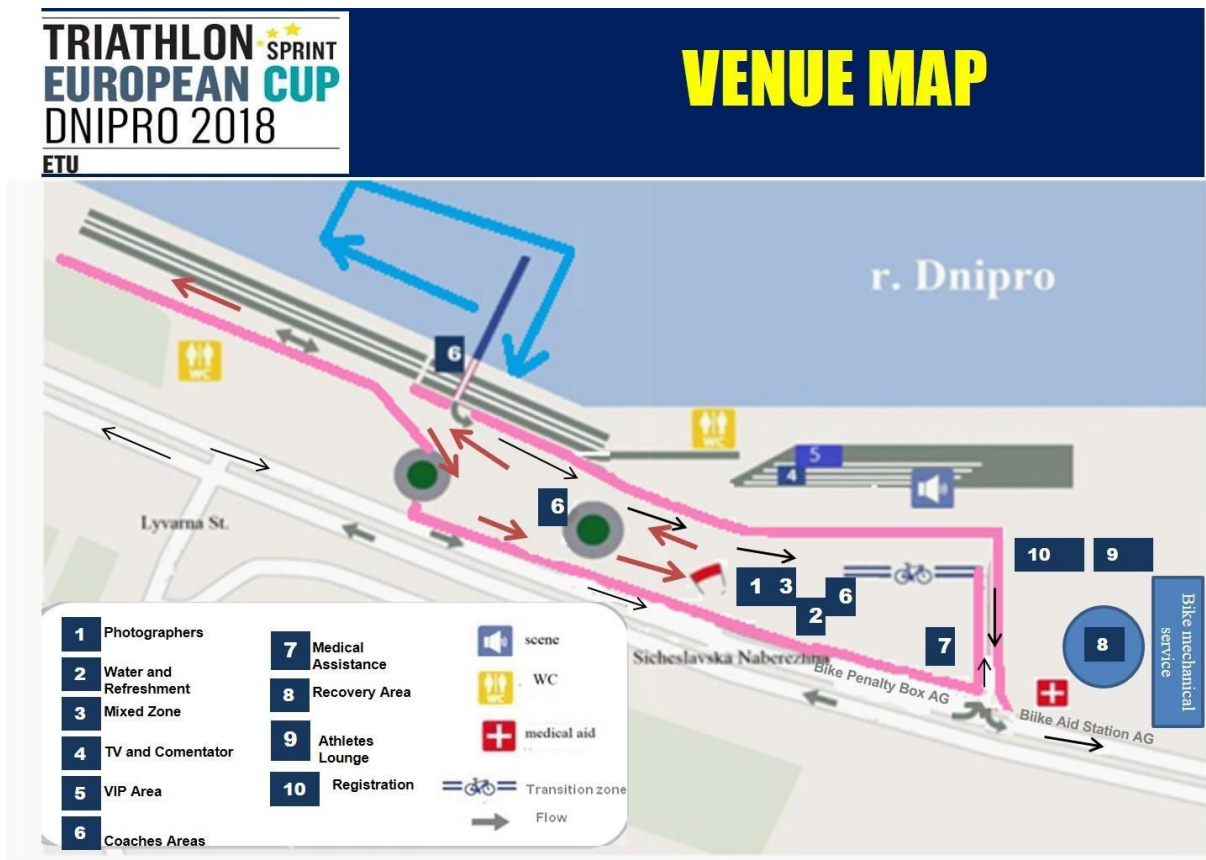 TRIATHLON SPRINT
EUROPEAN CUP
DNIPRO 2018
ETU
VENUE MAP
r. Dnipro
6
WC
WC
5
4
Lyvarna St.
6
10
9
1
3
6
2
7
8
Bike mechanical
service
Sicheslavska Naberezhna
Bike Penalty Box AG
Biike Aid Station AG
1 Photographers
2 Water and
Refreshment
3 Mixed Zone
4 TV and Comentator
5 VIP Area
6 Coaches Areas
7 Medical
Assistance
8 Recovery Area
9 Athletes
Lounge
10 Registration
scene
WC WC
medical aid
Transition zone
Flow